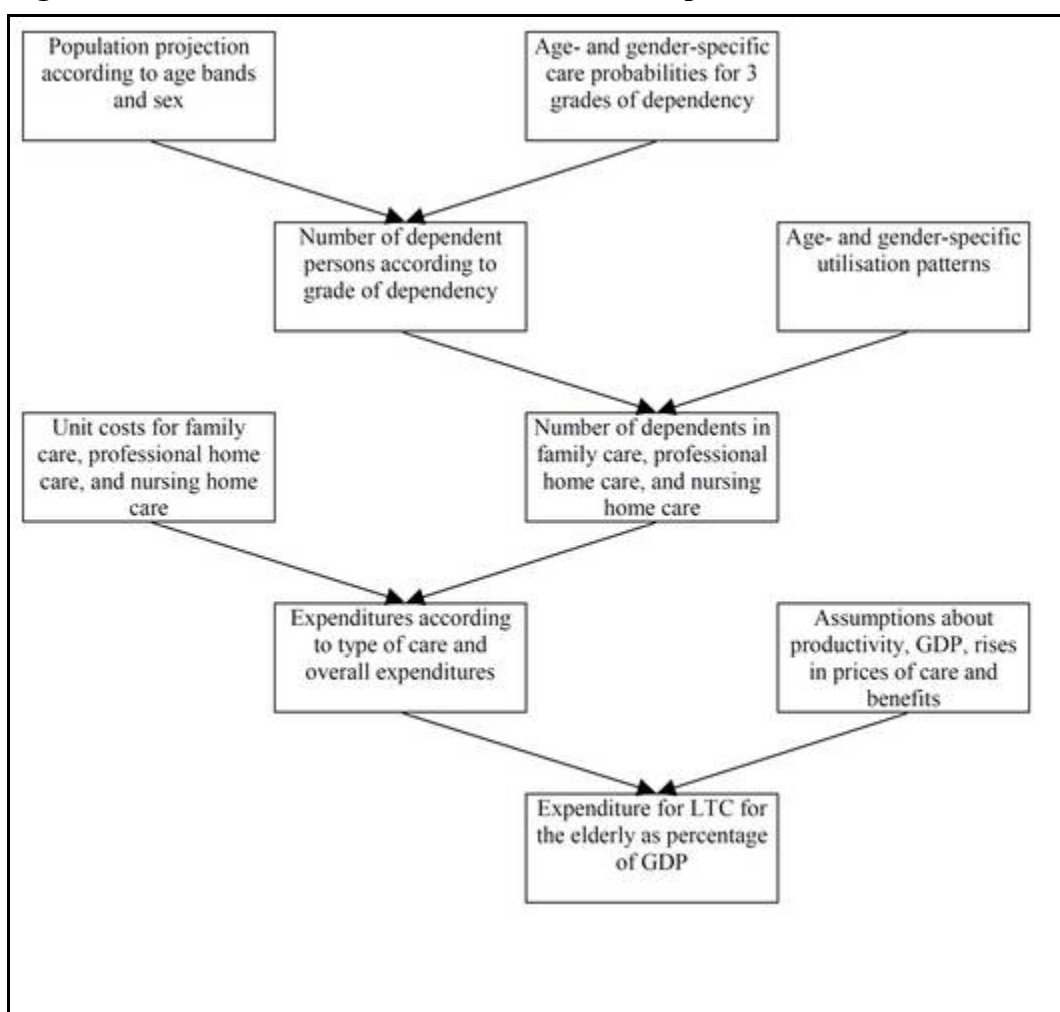 Population projection
according to age bands
and sex
Age- and gender-specific
care probabilities for 3
grades of dependency
Number of dependent
persons according to
grade of dependency
Age- and gender-specific
utilisation patterns
Unit costs for family
care, professional home
care, and nursing home
care
Number of dependents in
family care, professional
home care, and nursing
home care
Expenditures according
to type of care and
overall expenditures
Assumptions about
productivity, GDP, rises
in prices of care and
benefits
Expenditure for LTC for
the elderly as percentage
of GDP